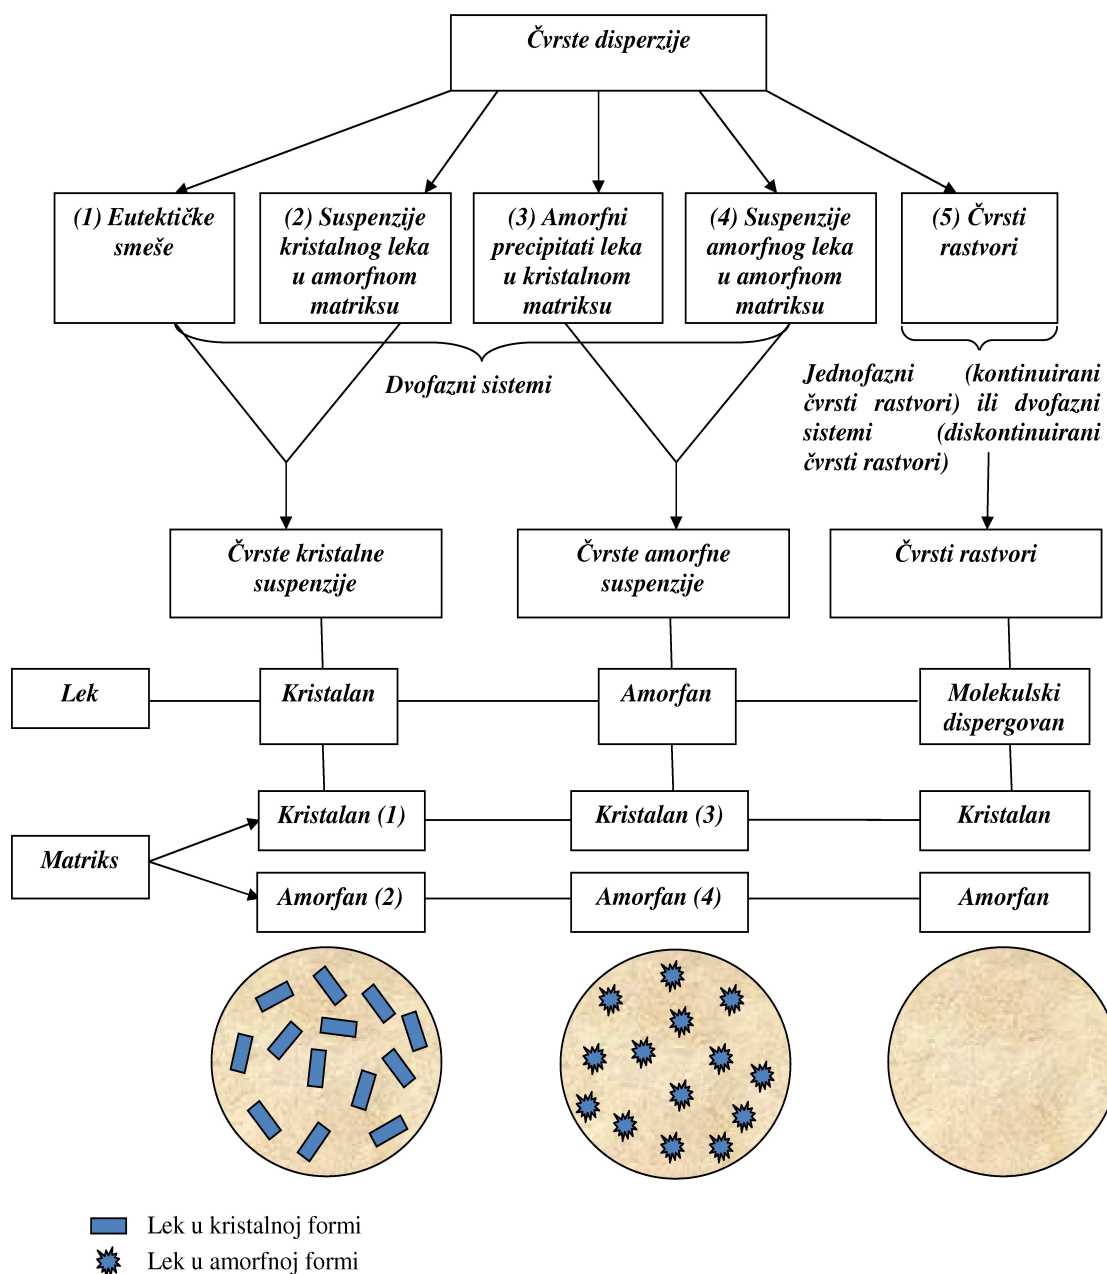 Čvrste disperzije
(1) Eutektičke
smeše
(2) Suspenzije
kristalnog leka
u amorfnom
matriksu
(3) Amorfni
precipitati leka
u kristalnom
matriksu
(4) Suspenzije
amorfnog leka
u amorfnom
matriksu
(5) Čvrsti
rastvori
Dvofazni sistemi
Jednofazni (kontinuirani
čvrsti rastvori) ili dvofazni
sistemi (diskontinuirani
čvrsti rastvori)
Čvrste kristalne
suspenzije
Čvrste amorfne
suspenzije
Čvrsti rastvori
Lek
Kristalan
Amorfan
Molekulski
dispergovan
Matriks
Kristalan (1)
Kristalan (3)
Kristalan
Amorfan (2)
Amorfan (4)
Amorfan
Lek u kristalnoj formi
Lek u amorfnoj formi